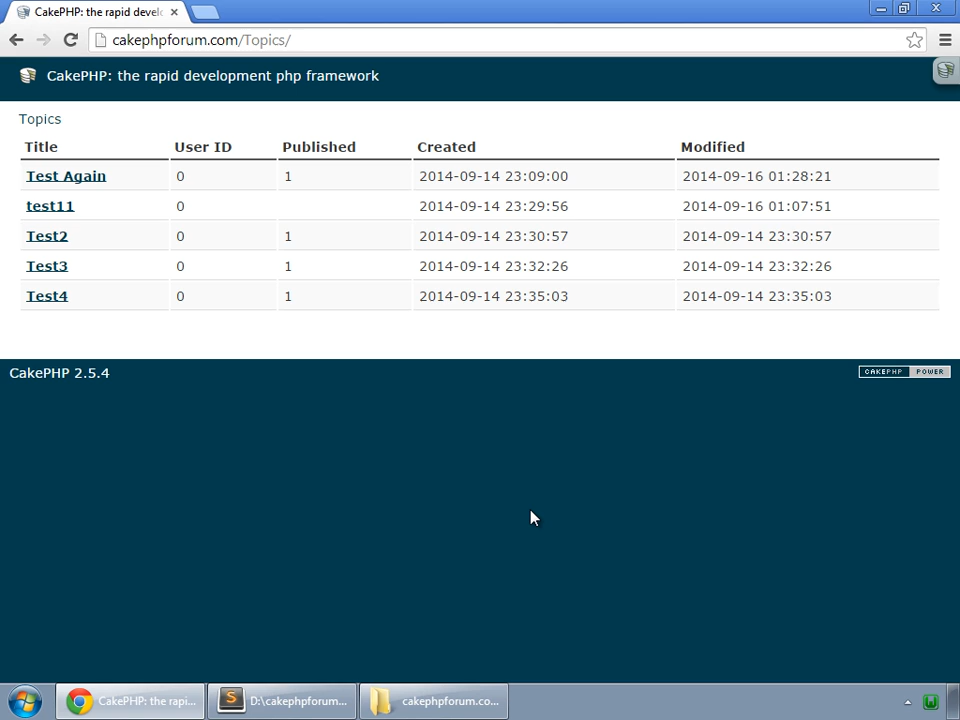 CakePHP: the rapid devel
cakephpforum.com/Topics/
CakePHP: the rapid development php framework
Topics
Title User ID Published Created Modified
Test Again 0 1 2014-09-14 23:09:00 2014-09-16 01:28:21
test11 0 2014-09-14 23:29:56 2014-09-16 01:07:51
Test2 0 1 2014-09-14 23:30:57 2014-09-14 23:30:57
Test3 0 1 2014-09-14 23:32:26 2014-09-14 23:32:26
Test4 0 1 2014-09-14 23:35:03 2014-09-14 23:35:03
CakePHP 2.5.4 CAKEPHP POWER
CakePHP: the rapi... D:\cakephpforum... cakephpforum.co...